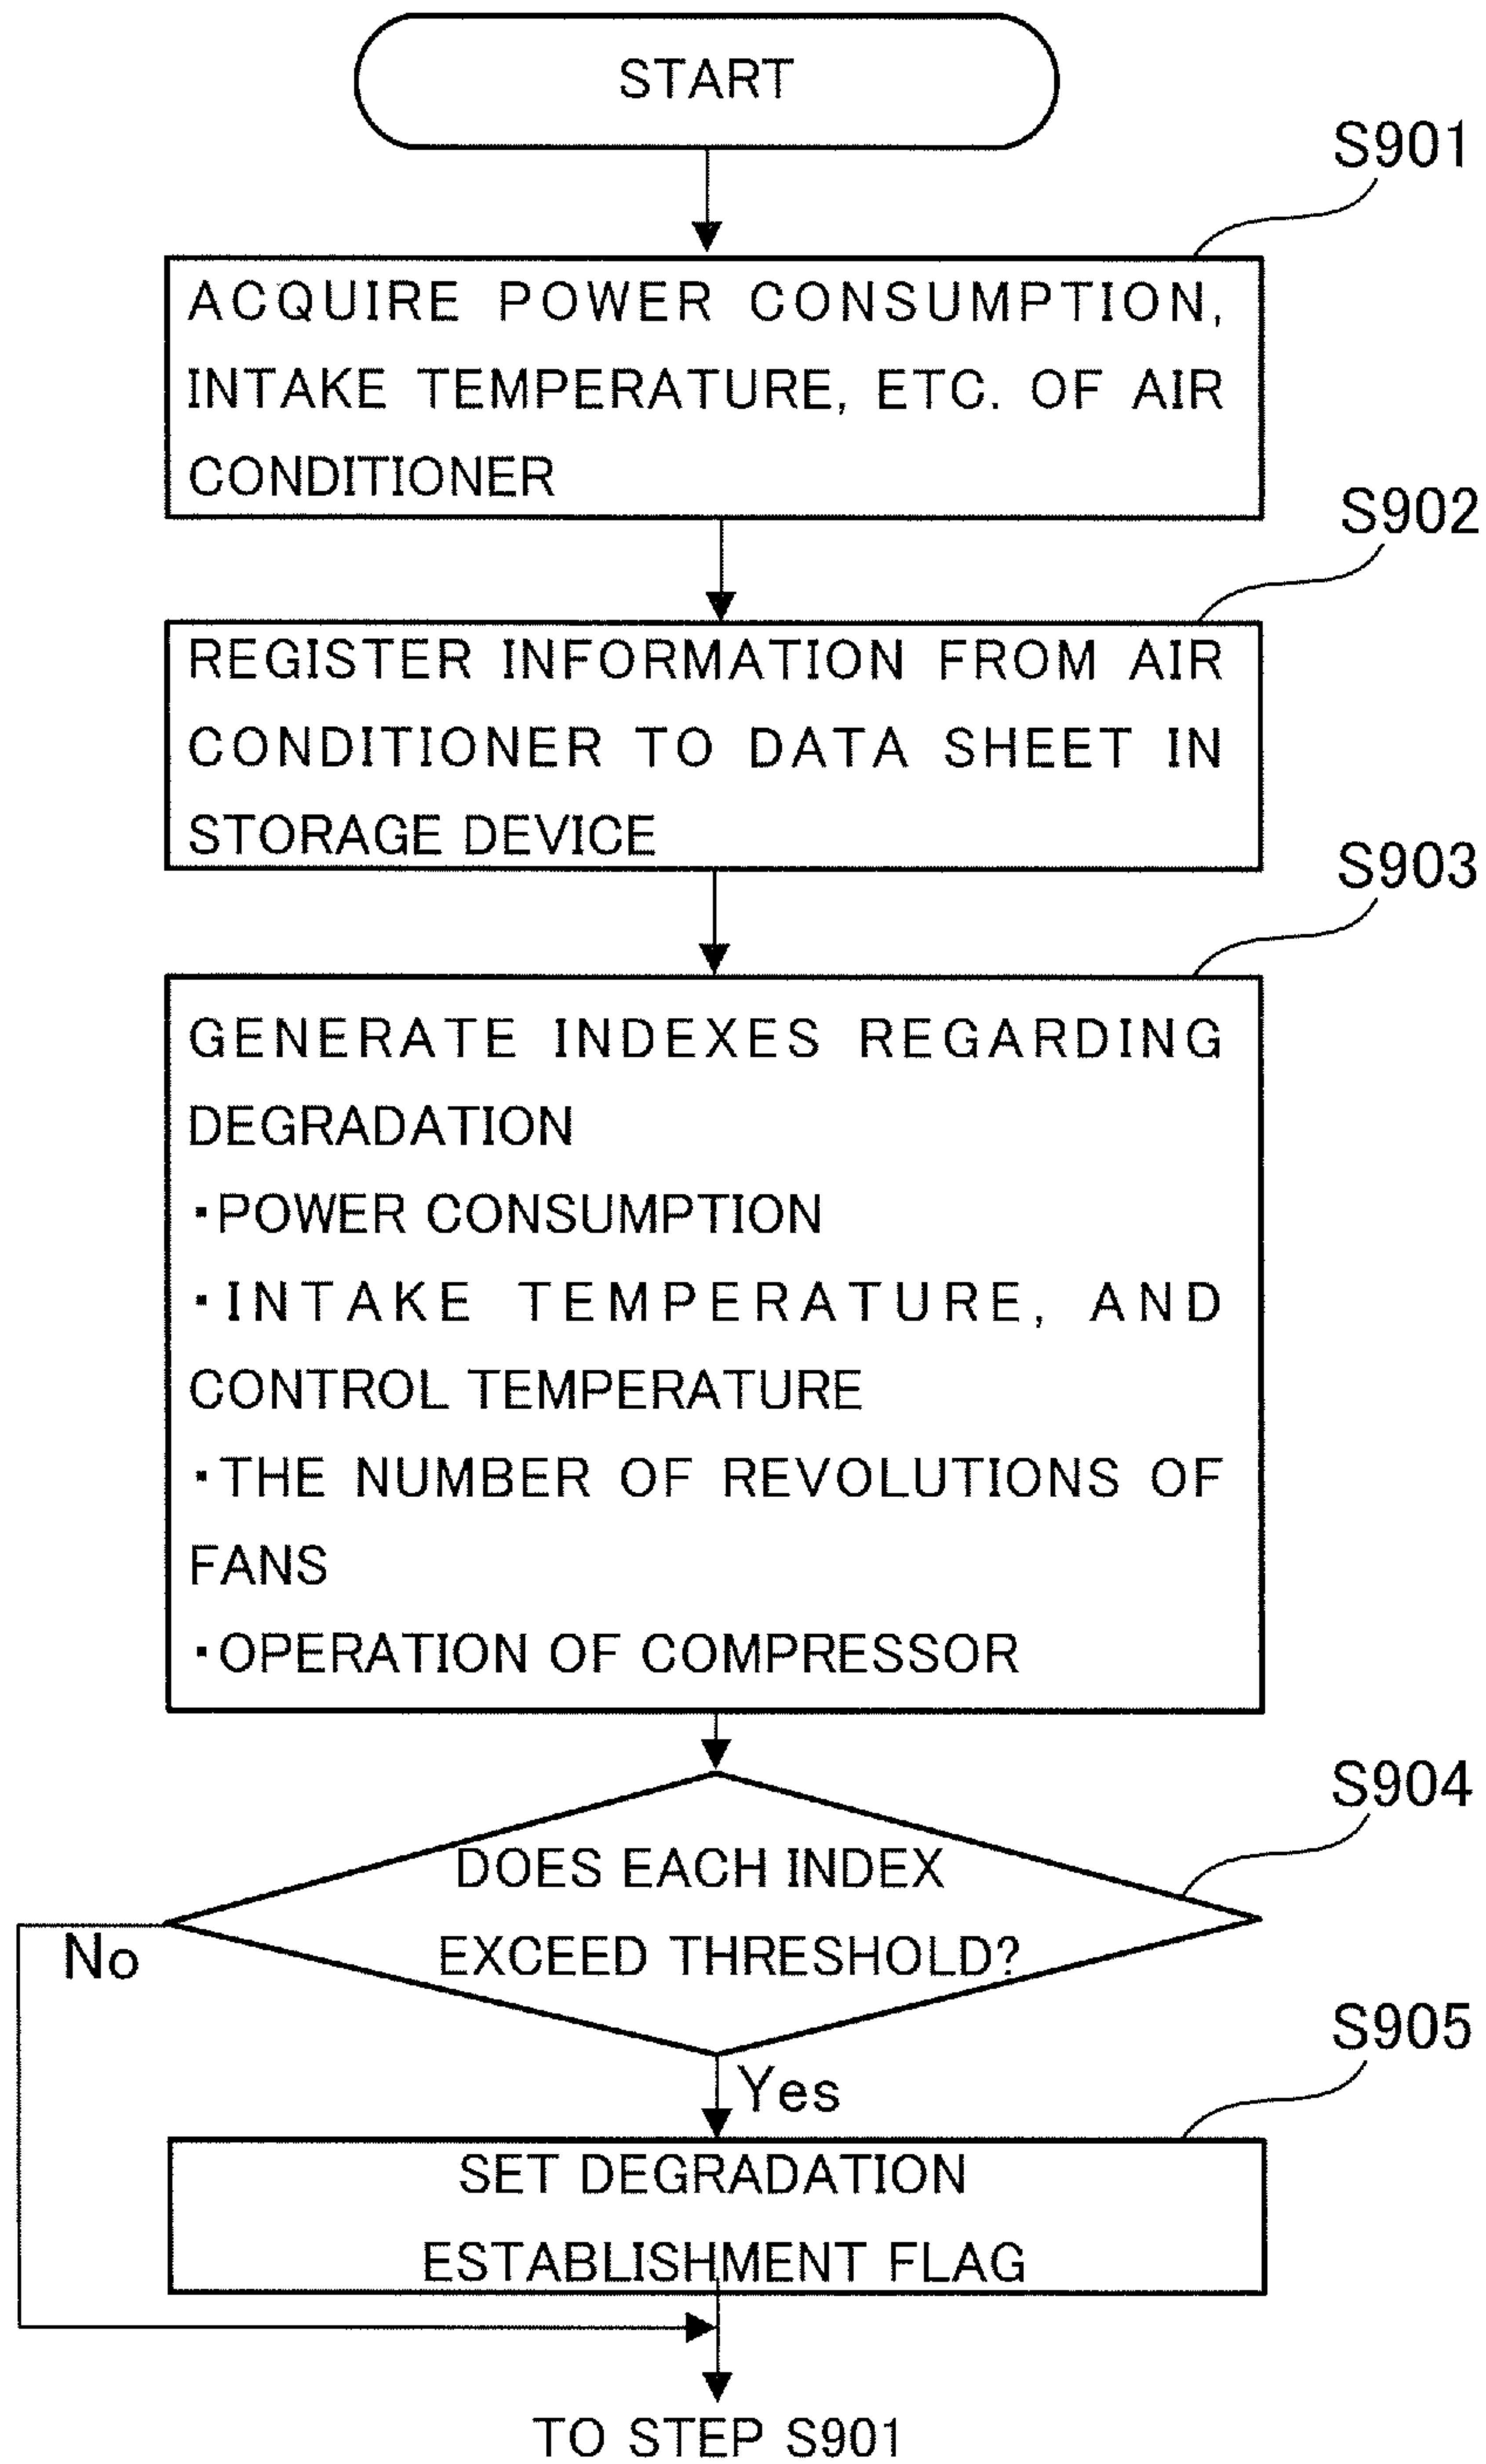 START
S901
ACQUIRE POWER CONSUMPTION,
INTAKE TEMPERATURE, ETC. OF AIR
CONDITIONER
S902
REGISTER INFORMATION FROM AIR
CONDITIONER TO DATA SHEET IN
STORAGE DEVICE
S903
GENERATE INDEXES REGARDING
DEGRADATION
・POWER CONSUMPTION
・INTAKE TEMPERATURE, AND
CONTROL TEMPERATURE
・THE NUMBER OF REVOLUTIONS OF
FANS
・OPERATION OF COMPRESSOR
S904
DOES EACH INDEX
EXCEED THRESHOLD?
No
S905
Yes
SET DEGRADATION
ESTABLISHMENT FLAG
TO STEP S901